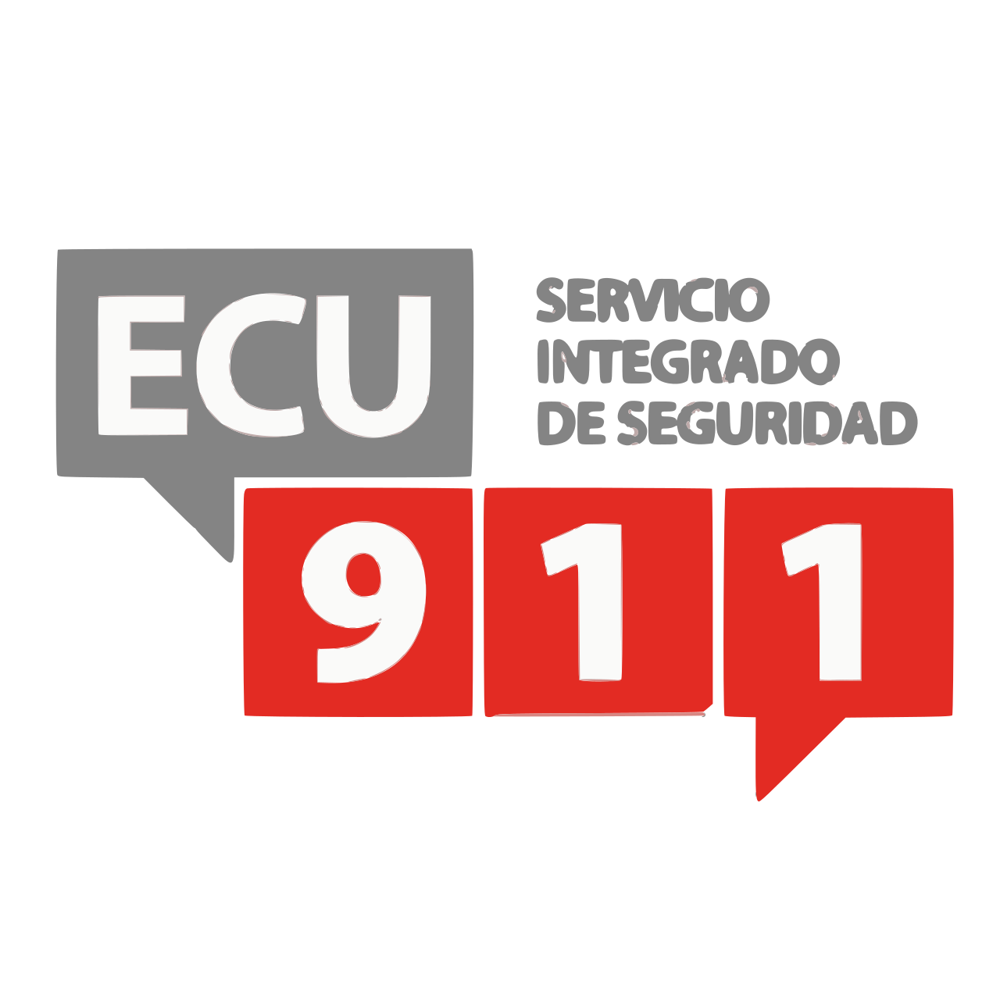 ECU
SERVICIO
INTEGRADO
DE SEGURIDAD
911